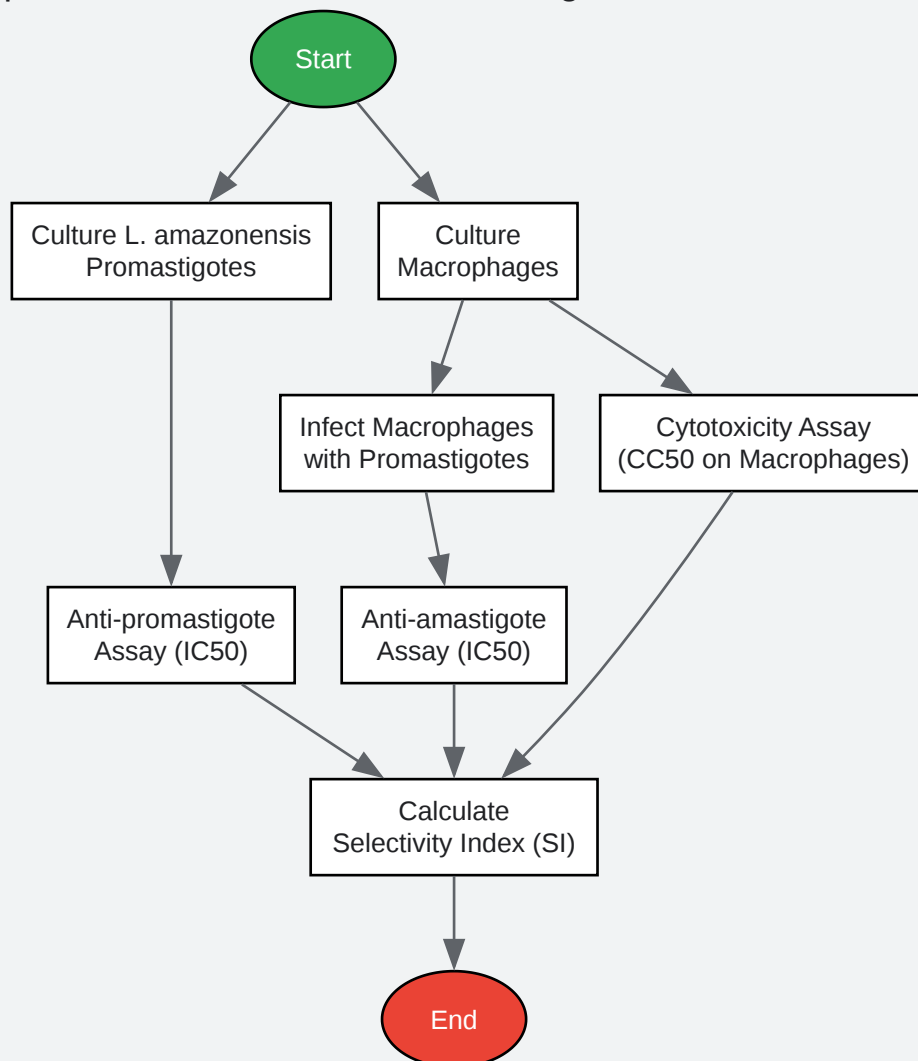 Start
Culture L. amazonensis
Promastigotes
Culture
Macrophages
Infect Macrophages
with Promastigotes
Cytotoxicity Assay
(CC50 on Macrophages)
Anti-promastigote
Assay (IC50)
Anti-amastigote
Assay (IC50)
Calculate
Selectivity Index (SI)
End